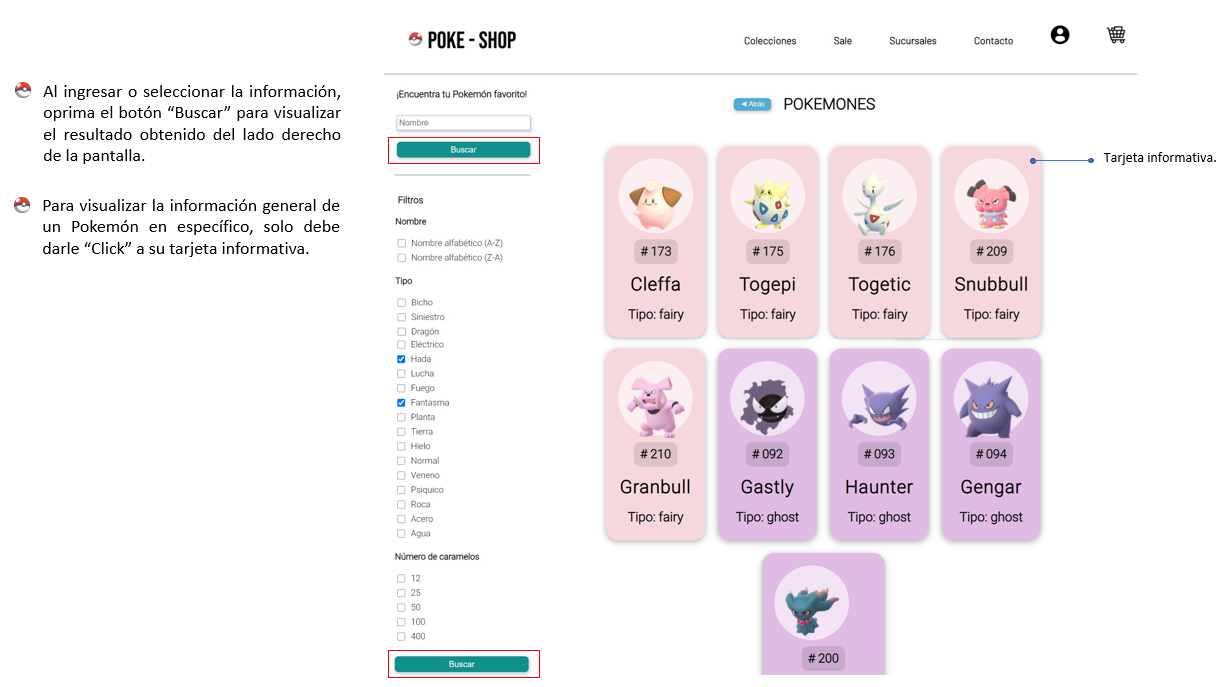 POKE - SHOP
Colecciones
Sale
Sucursales
Contacto
Al ingresar o seleccionar la información,
oprima el botón “Buscar” para visualizar
el resultado obtenido del lado derecho
de la pantalla.
Para visualizar la información general de
un Pokemón en específico, solo debe
darle “Click” a su tarjeta informativa.
¡Encuentra tu Pokemón favorito!
Nombre
Buscar
Filtros
Nombre
Nombre alfabético (A-Z)
Nombre alfabético (Z-A)
Tipo
Bicho
Siniestro
Dragón
Eléctrico
Hada
Lucha
Fuego
Fantasma
Planta
Tierra
Hielo
Normal
Veneno
Psiquico
Roca
Acero
Agua
Número de caramelos
12
25
50
100
400
Buscar
◄ Atrás
POKEMONES
# 173
Cleffa
Tipo: fairy
# 175
Togepi
Tipo: fairy
# 176
Togetic
Tipo: fairy
# 209
Snubbull
Tipo: fairy
Tarjeta informativa.
# 210
Granbull
Tipo: fairy
# 092
Gastly
Tipo: ghost
# 093
Haunter
Tipo: ghost
# 094
Gengar
Tipo: ghost
# 200